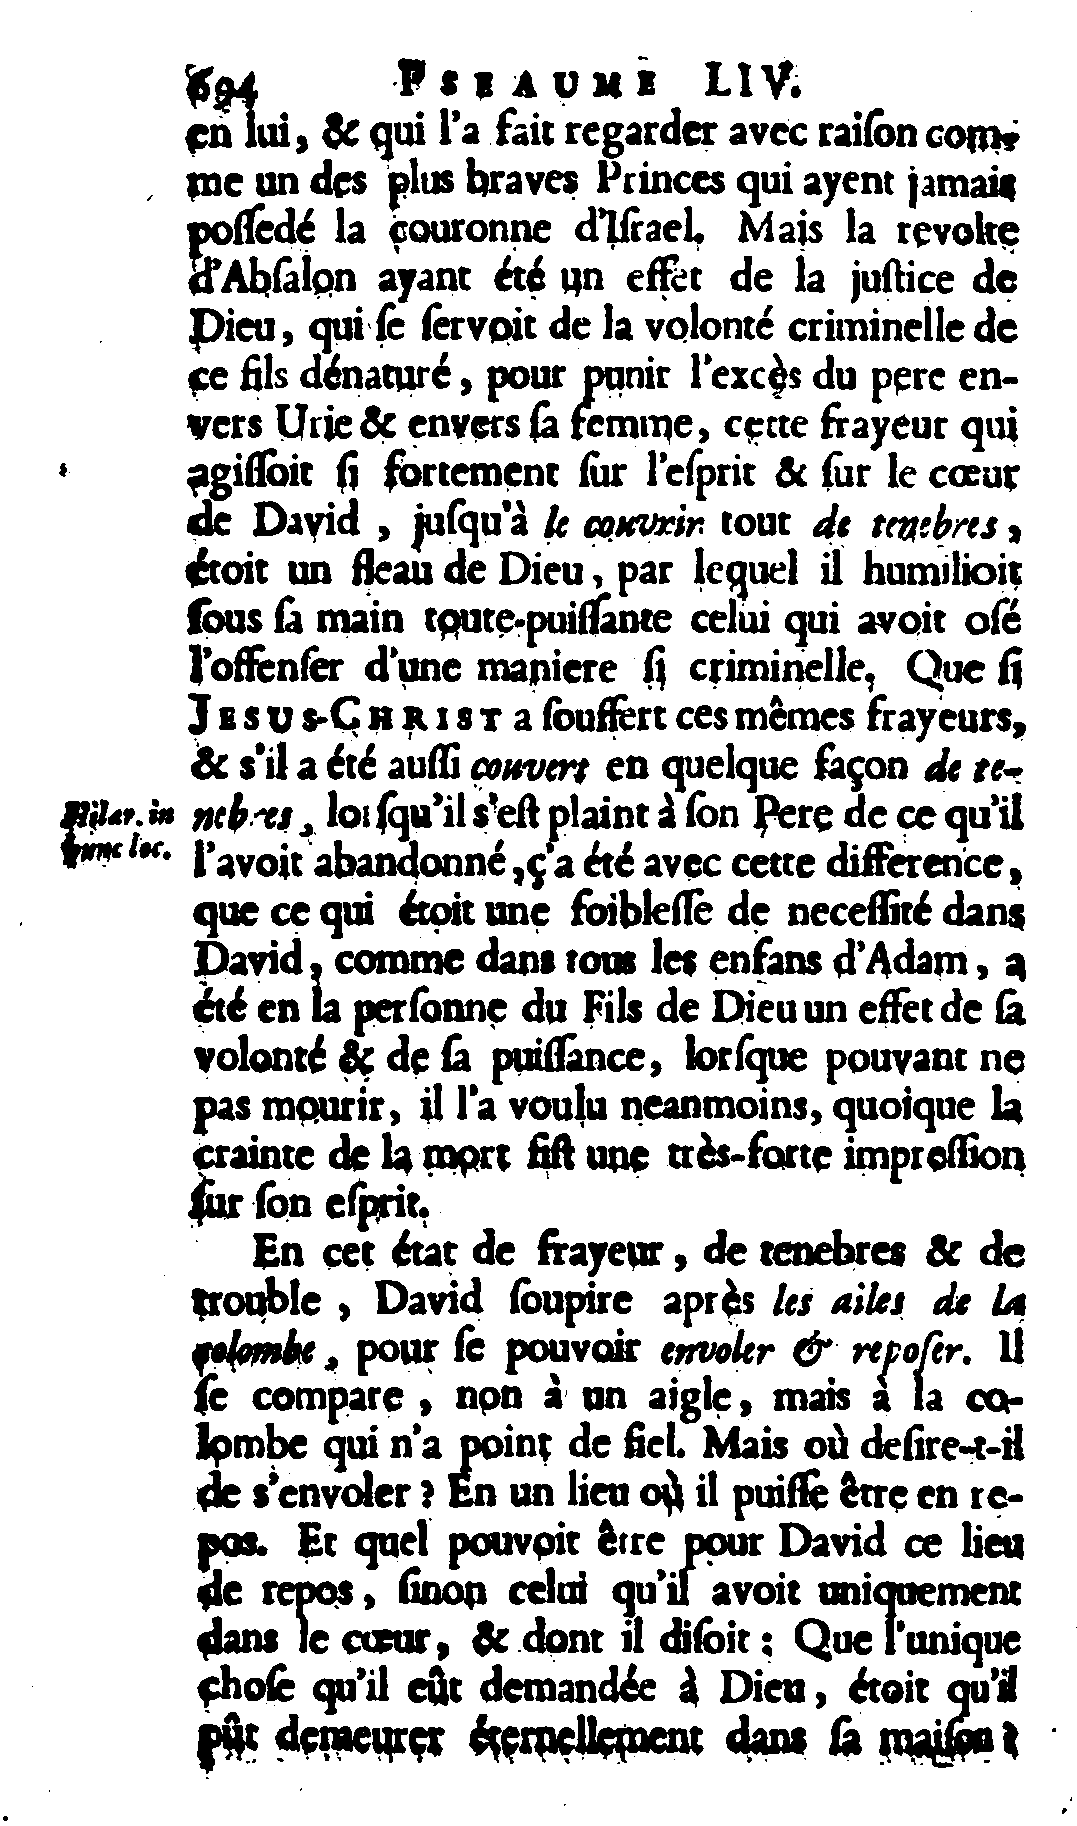 694 PSEAUME LIV.
en lui, & qui l'a fait regarder avec raiſon com-
me un des plus braves Princes qui ayent jamais
poſſedé la couronne d'Iſrael. Mais la revolte
d'Abſalon ayant été un effet de la juſtice de
Dieu, qui ſe ſervoit de la volonté criminelle de
ce fils dénaturé, pour punir l'excès du pere en-
vers Urie & envers ſa femme, cette frayeur qui
agiſſoit ſi fortement ſur l'eſprit & ſur le cœur
de David, juſqu'à le couvrir tout de tenebres,
étoit un fleau de Dieu, par lequel il humilioit
ſous ſa main toute-puiſſante celui qui avoit oſé
l'offenſer d'une maniere ſi criminelle. Que ſi
JESUS-CHRIST a ſouffert ces mêmes frayeurs,
& s'il a été auſſi couvert en quelque façon de te-
nebres, lorſqu'il s'eſt plaint à ſon Pere de ce qu'il
Hilar. in
hunc loc.
l'avoit abandonné, ç'a été avec cette difference,
que ce qui étoit une foibleſſe de neceſſité dans
David, comme dans tous les enfans d'Adam, a
été en la perſonne du Fils de Dieu un effet de ſa
volonté & de ſa puiſſance, lorſque pouvant ne
pas mourir, il l'a voulu neanmoins, quoique la
crainte de la mort fiſt une très-forte impreſſion
ſur ſon eſprit.
En cet état de frayeur, de tenebres & de
trouble, David ſoupire après les ailes de la
colombe, pour ſe pouvoir envoler & repoſer. Il
ſe compare, non à un aigle, mais à la co-
lombe qui n'a point de fiel. Mais où deſire-t-il
de s'envoler? En un lieu où il puiſſe être en re-
pos. Et quel pouvoit être pour David ce lieu
de repos, ſinon celui qu'il avoit uniquement
dans le cœur, & dont il diſoit: Que l'unique
choſe qu'il eût demandée à Dieu, étoit qu'il
pût demeurer éternellement dans ſa maiſon?